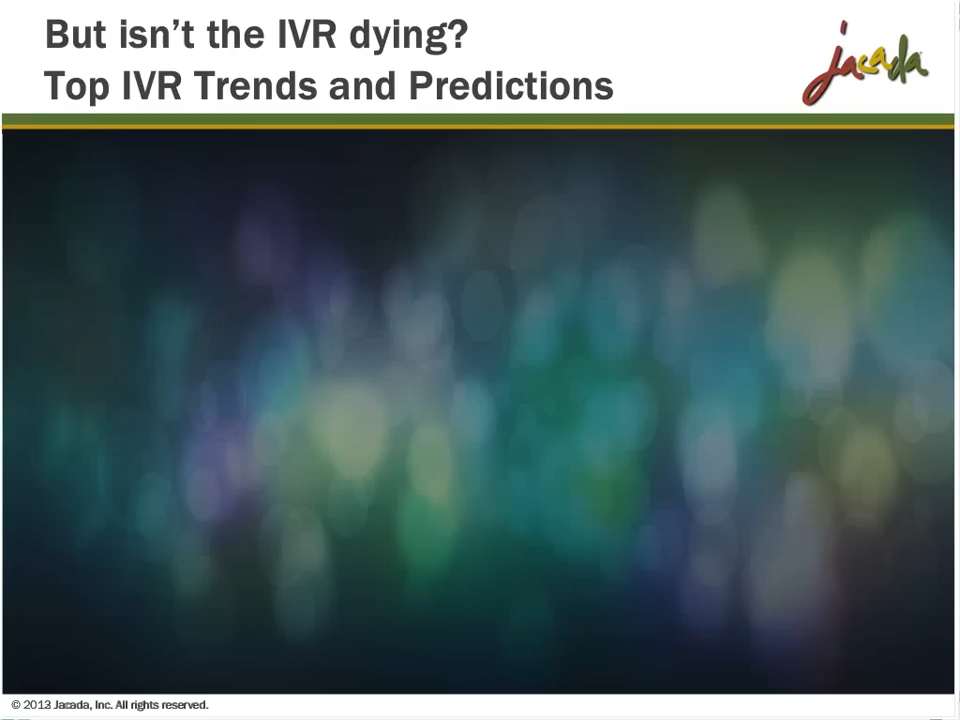 But isn’t the IVR dying?
Top IVR Trends and Predictions
jacada
© 2013 Jacada, Inc. All rights reserved.